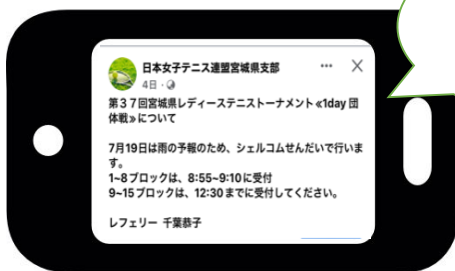 日本女子テニス連盟宮城県支部
4日
第37回宮城県レディーステニストーナメント≪1day 団
体戦≫について
7月19日は雨の予報のため、シェルコムせんだいで行いま
す。
1~8ブロックは、8:55~9:10に受付
9~15ブロックは、12:30までに受付してください。
レフェリー 千葉恭子